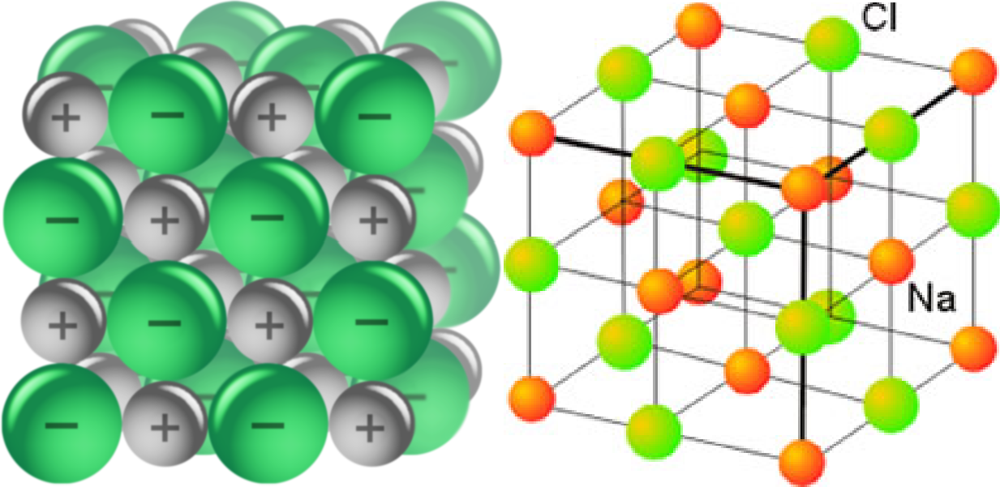 Cl
+ − + −
− + − +
+ − + −
− + − +
Na